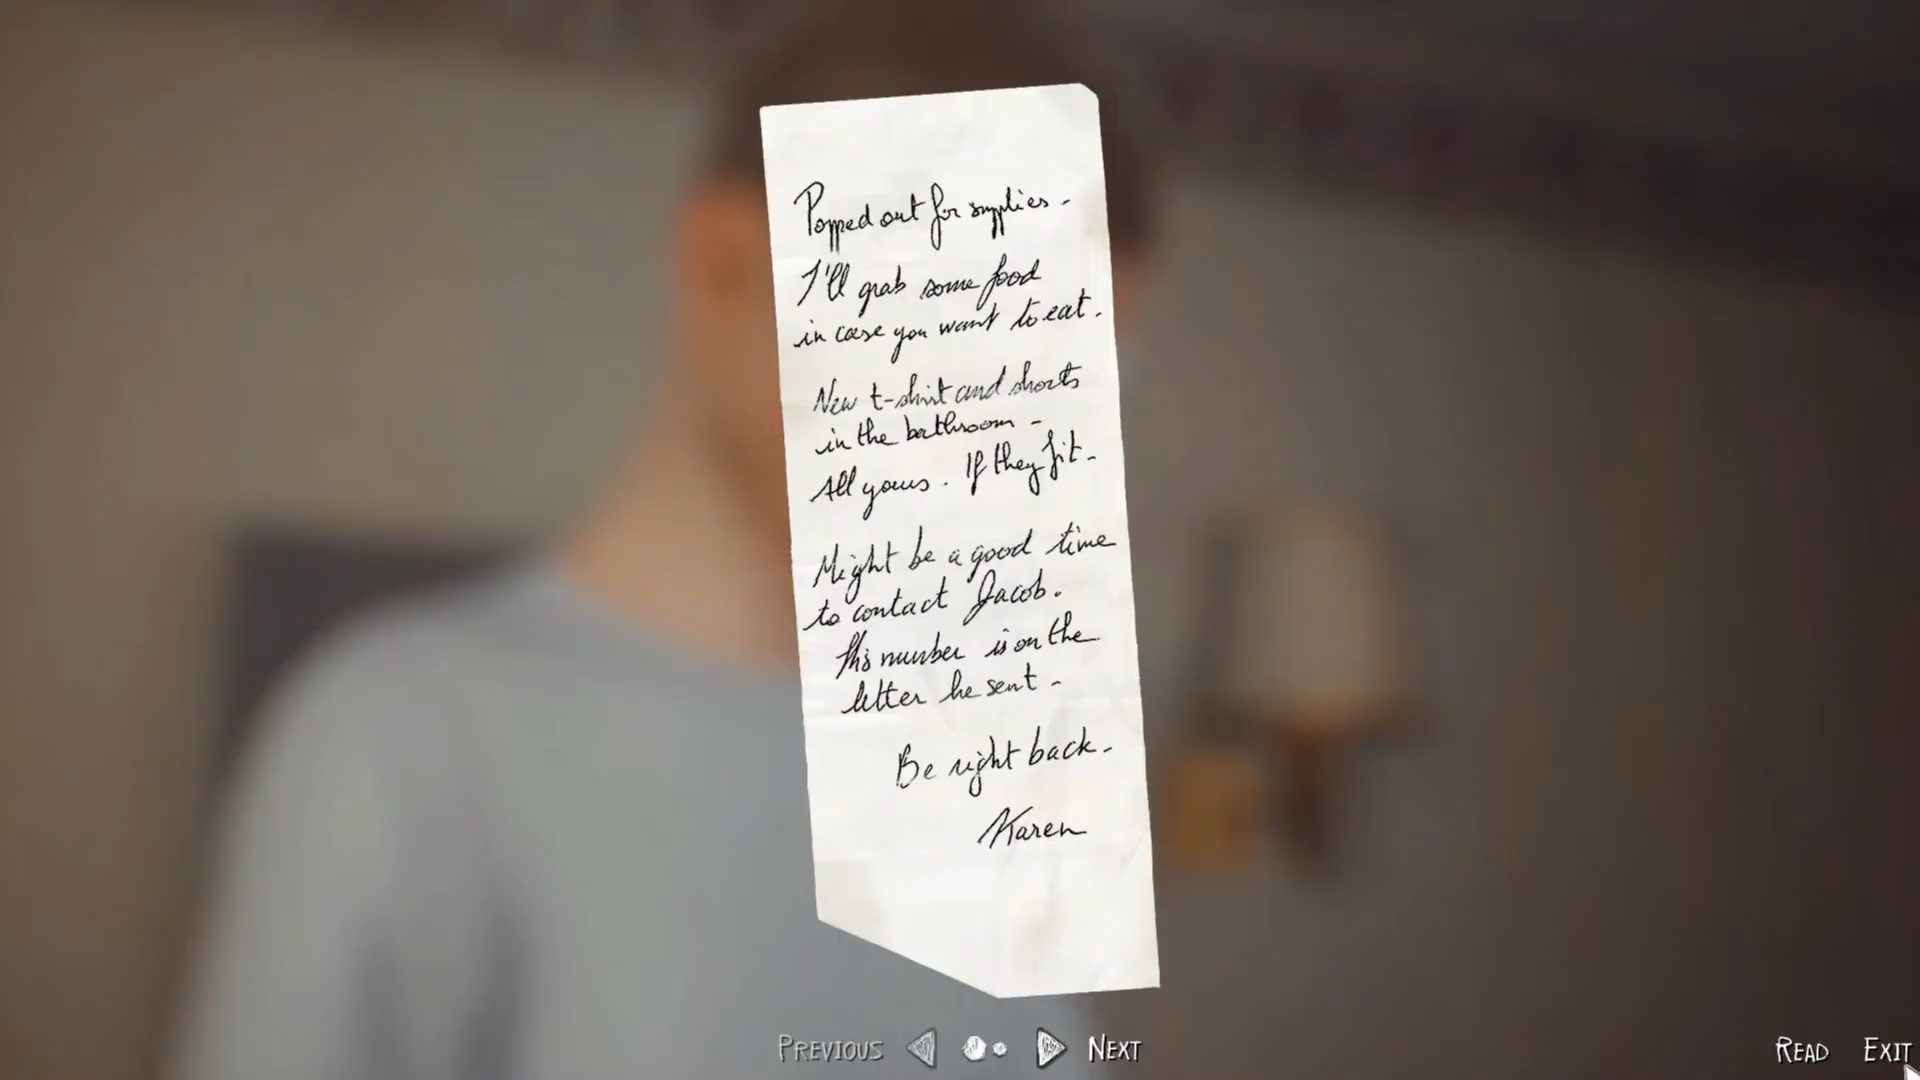 Popped out for supplies -
I'll grab some food
in case you want to eat.
New t-shirt and shorts
in the bathroom -
All yours. If they fit -
Might be a good time
to contact Jacob.
His number is on the
letter he sent -
Be right back -
Karen
PREVIOUS NEXT
READ EXIT